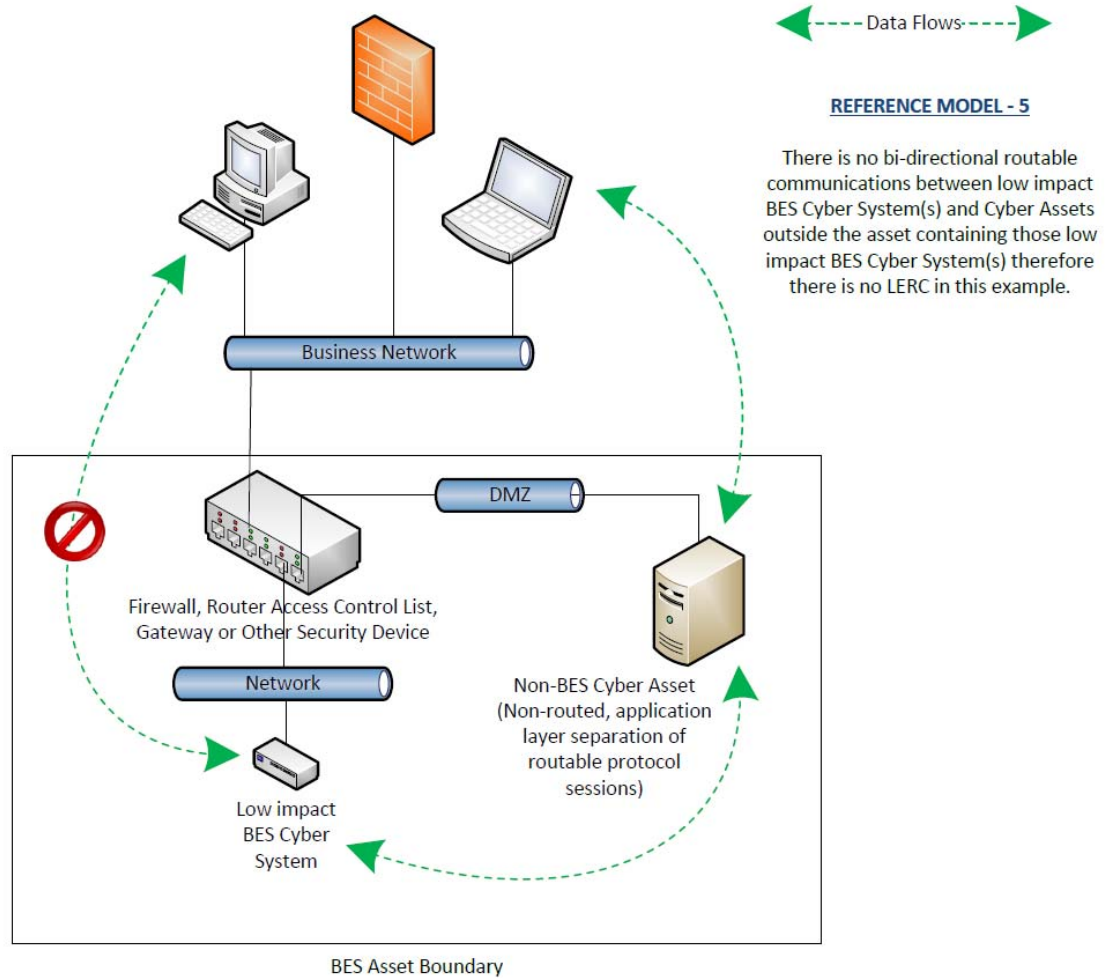 Data Flows
REFERENCE MODEL - 5
There is no bi-directional routable
communications between low impact
BES Cyber System(s) and Cyber Assets
outside the asset containing those low
impact BES Cyber System(s) therefore
there is no LERC in this example.
Business Network
DMZ
Firewall, Router Access Control List,
Gateway or Other Security Device
Network
Non-BES Cyber Asset
(Non-routed, application
layer separation of
routable protocol
sessions)
Low impact
BES Cyber
System
BES Asset Boundary